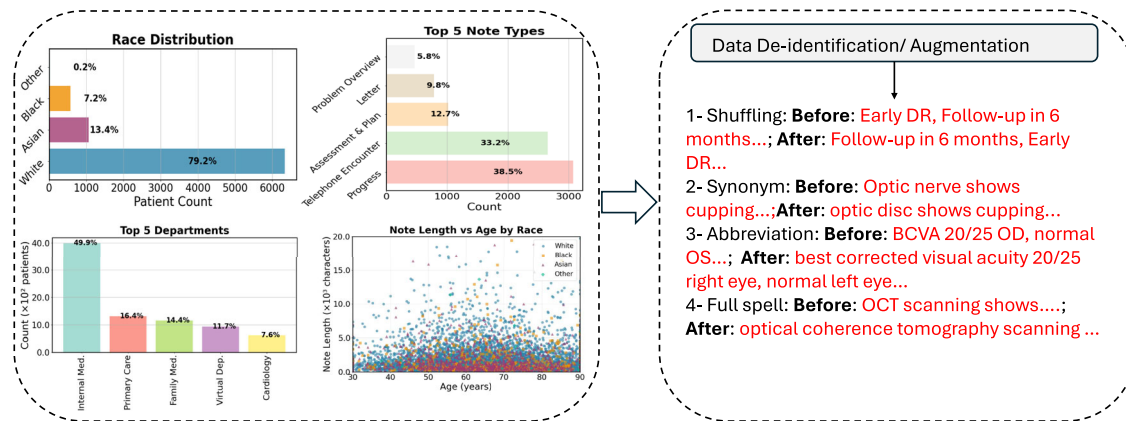 Race Distribution
Other
Black
Asian
White
0.2%
7.2%
13.4%
79.2%
0 1000 2000 3000 4000 5000 6000
Patient Count
Top 5 Note Types
Problem Overview
Letter
Assessment & Plan
Telephone Encounter
Progress
5.8%
9.8%
12.7%
33.2%
38.5%
0 1000 2000 3000
Count
Top 5 Departments
Count (×10² patients)
40.0
30.0
20.0
10.0
0.0
49.9%
16.4%
14.4%
11.7%
7.6%
Internal Med.
Primary Care
Family Med.
Virtual Dep.
Cardiology
Note Length vs Age by Race
Note Length (×10³ characters)
20.0
15.0
10.0
5.0
0.0
White
Black
Asian
Other
30 40 50 60 70 80 90
Age (years)
Data De-identification/ Augmentation
1- Shuffling: Before: Early DR, Follow-up in 6
months...; After: Follow-up in 6 months, Early
DR...
2- Synonym: Before: Optic nerve shows
cupping...;After: optic disc shows cupping...
3- Abbreviation: Before: BCVA 20/25 OD, normal
OS...; After: best corrected visual acuity 20/25
right eye, normal left eye...
4- Full spell: Before: OCT scanning shows....;
After: optical coherence tomography scanning ...